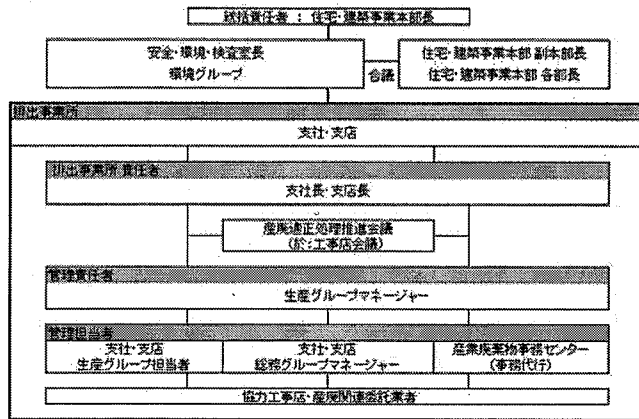 統括責任者 : 住宅・建築事業本部長
安全・環境・検査室長
環境グループ
会議
住宅・建築事業本部 副本部長
住宅・建築事業本部 各部長
排出事業所
支社・支店
排出事業所 責任者
支社長・支店長
産廃適正処理推進会議
(於:工事店会議)
管理責任者
生産グループマネージャー
管理担当者
支社・支店
生産グループ担当者
支社・支店
総務グループマネージャー
産業廃棄物事務センター
(事務代行)
協力工事店・産廃関連委託業者